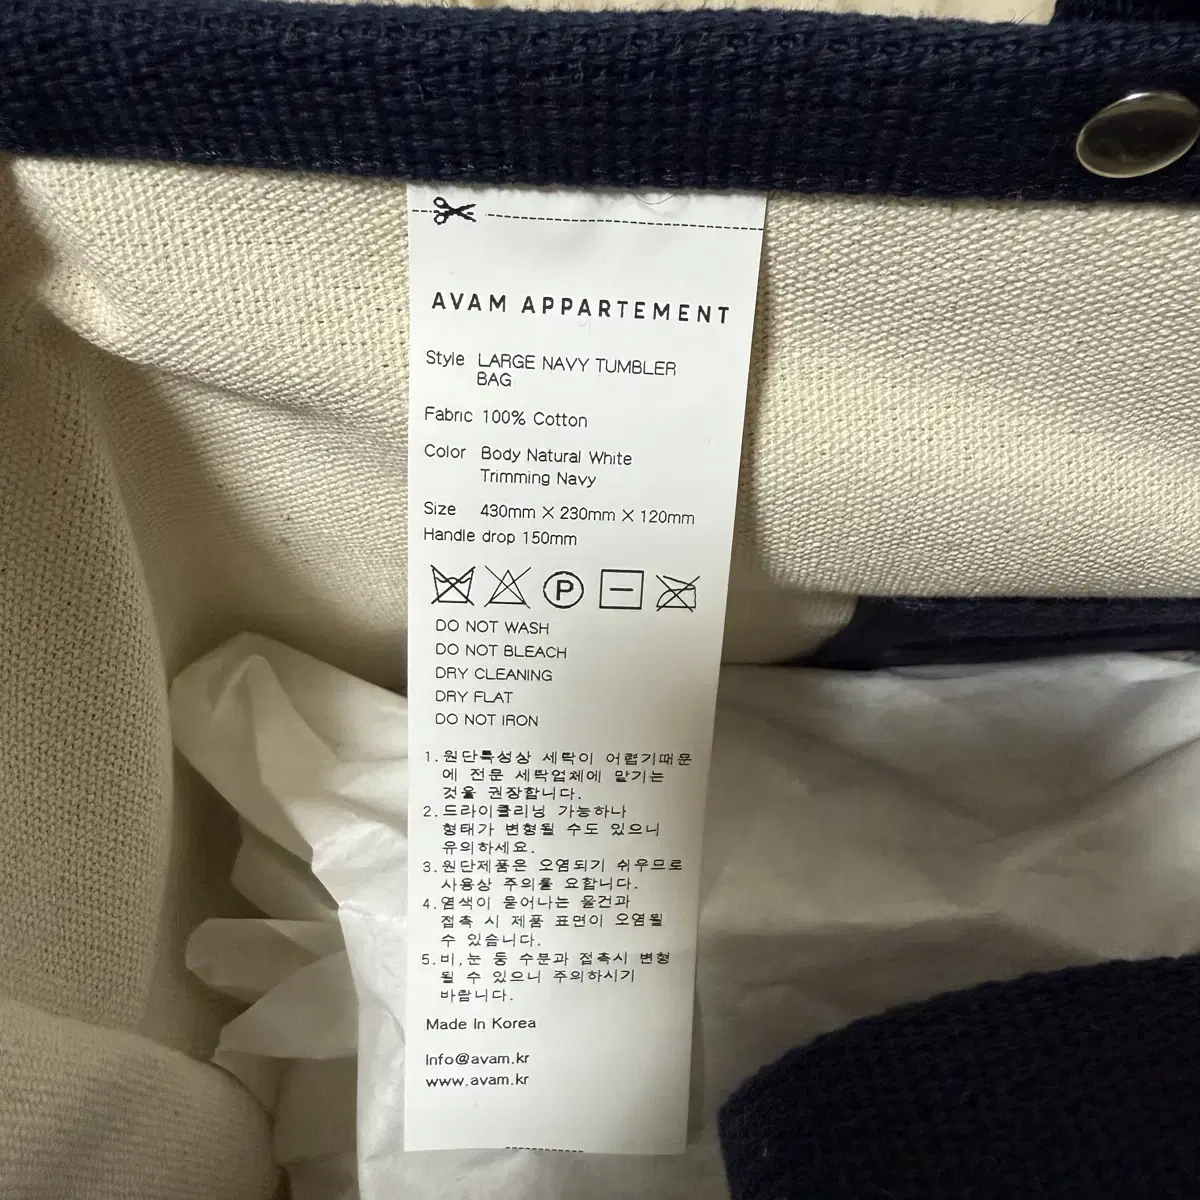 AVAM APPARTEMENT
Style LARGE NAVY TUMBLER
BAG
Fabric 100% Cotton
Color Body Natural White
Trimming Navy
Size 430mm X 230mm X 120mm
Handle drop 150mm
P
DO NOT WASH
DO NOT BLEACH
DRY CLEANING
DRY FLAT
DO NOT IRON
1.원단특성상 세탁이 어렵기때문
에 전문 세탁업체에 맡기는
것을 권장합니다.
2.드라이클리닝 가능하나
형태가 변형될 수도 있으니
유의하세요.
3.원단제품은 오염되기 쉬우므로
사용상 주의를 요합니다.
4.염색이 묻어나는 물건과
접촉 시 제품 표면이 오염될
수 있습니다.
5.비,눈 등 수분과 접촉시 변형
될 수 있으니 주의하시기
바랍니다.
Made In Korea
Info@avam.kr
www.avam.kr